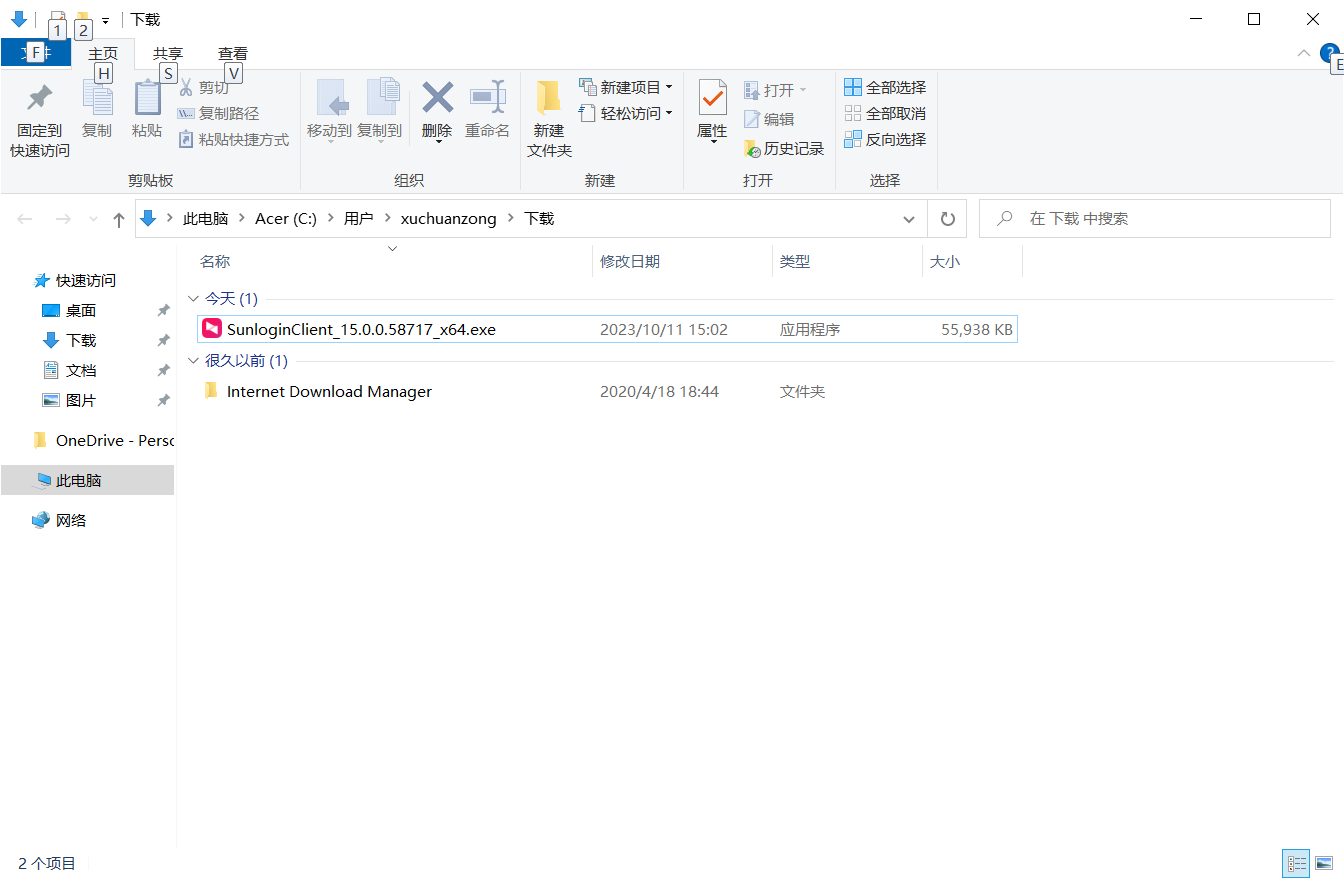 下载
1
2
文件
主页
共享
查看
F
H
S
V
E
固定到
快速访问
复制
粘贴
剪切
复制路径
粘贴快捷方式
剪贴板
移动到
复制到
删除
重命名
组织
新建
文件夹
新建项目
轻松访问
新建
属性
打开
编辑
历史记录
打开
全部选择
全部取消
反向选择
选择
此电脑 > Acer (C:) > 用户 > xuchuanzong > 下载
在 下载 中搜索
名称 修改日期 类型 大小
快速访问
桌面
下载
文档
图片
OneDrive - Perso
此电脑
网络
今天 (1)
SunloginClient_15.0.0.58717_x64.exe 2023/10/11 15:02 应用程序 55,938 KB
很久以前 (1)
Internet Download Manager 2020/4/18 18:44 文件夹
2 个项目